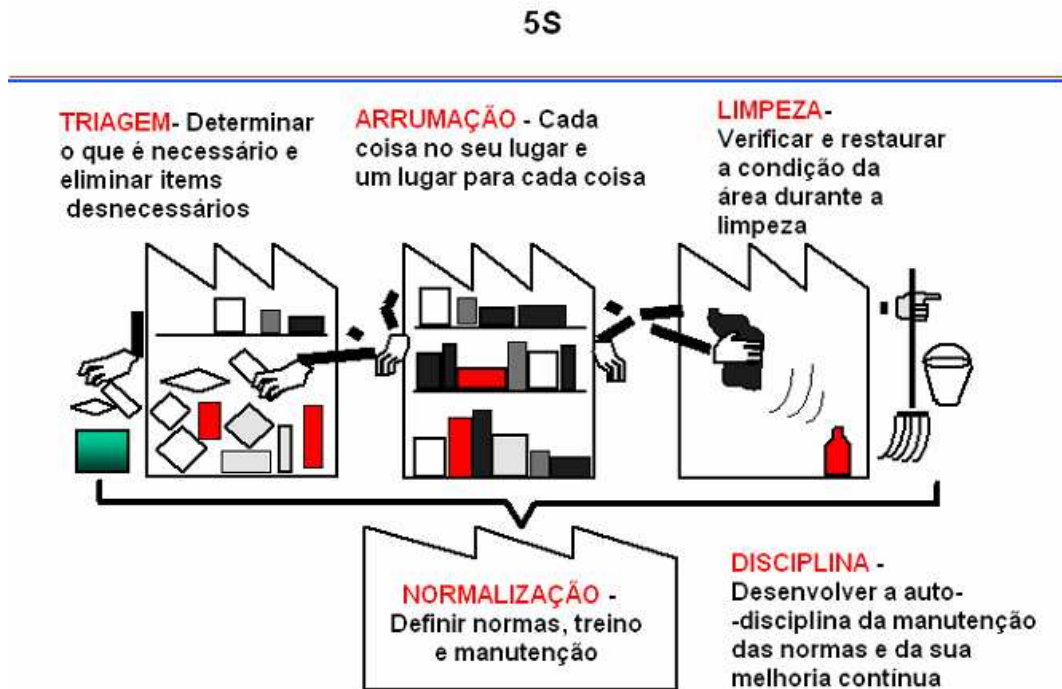 5S
TRIAGEM- Determinar
o que é necessário e
eliminar items
desnecessários
ARRUMAÇÃO - Cada
coisa no seu lugar e
um lugar para cada coisa
LIMPEZA-
Verificar e restaurar
a condição da
área durante a
limpeza
NORMALIZAÇÃO -
Definir normas, treino
e manutenção
DISCIPLINA -
Desenvolver a auto-
-disciplina da manutenção
das normas e da sua
melhoria contínua